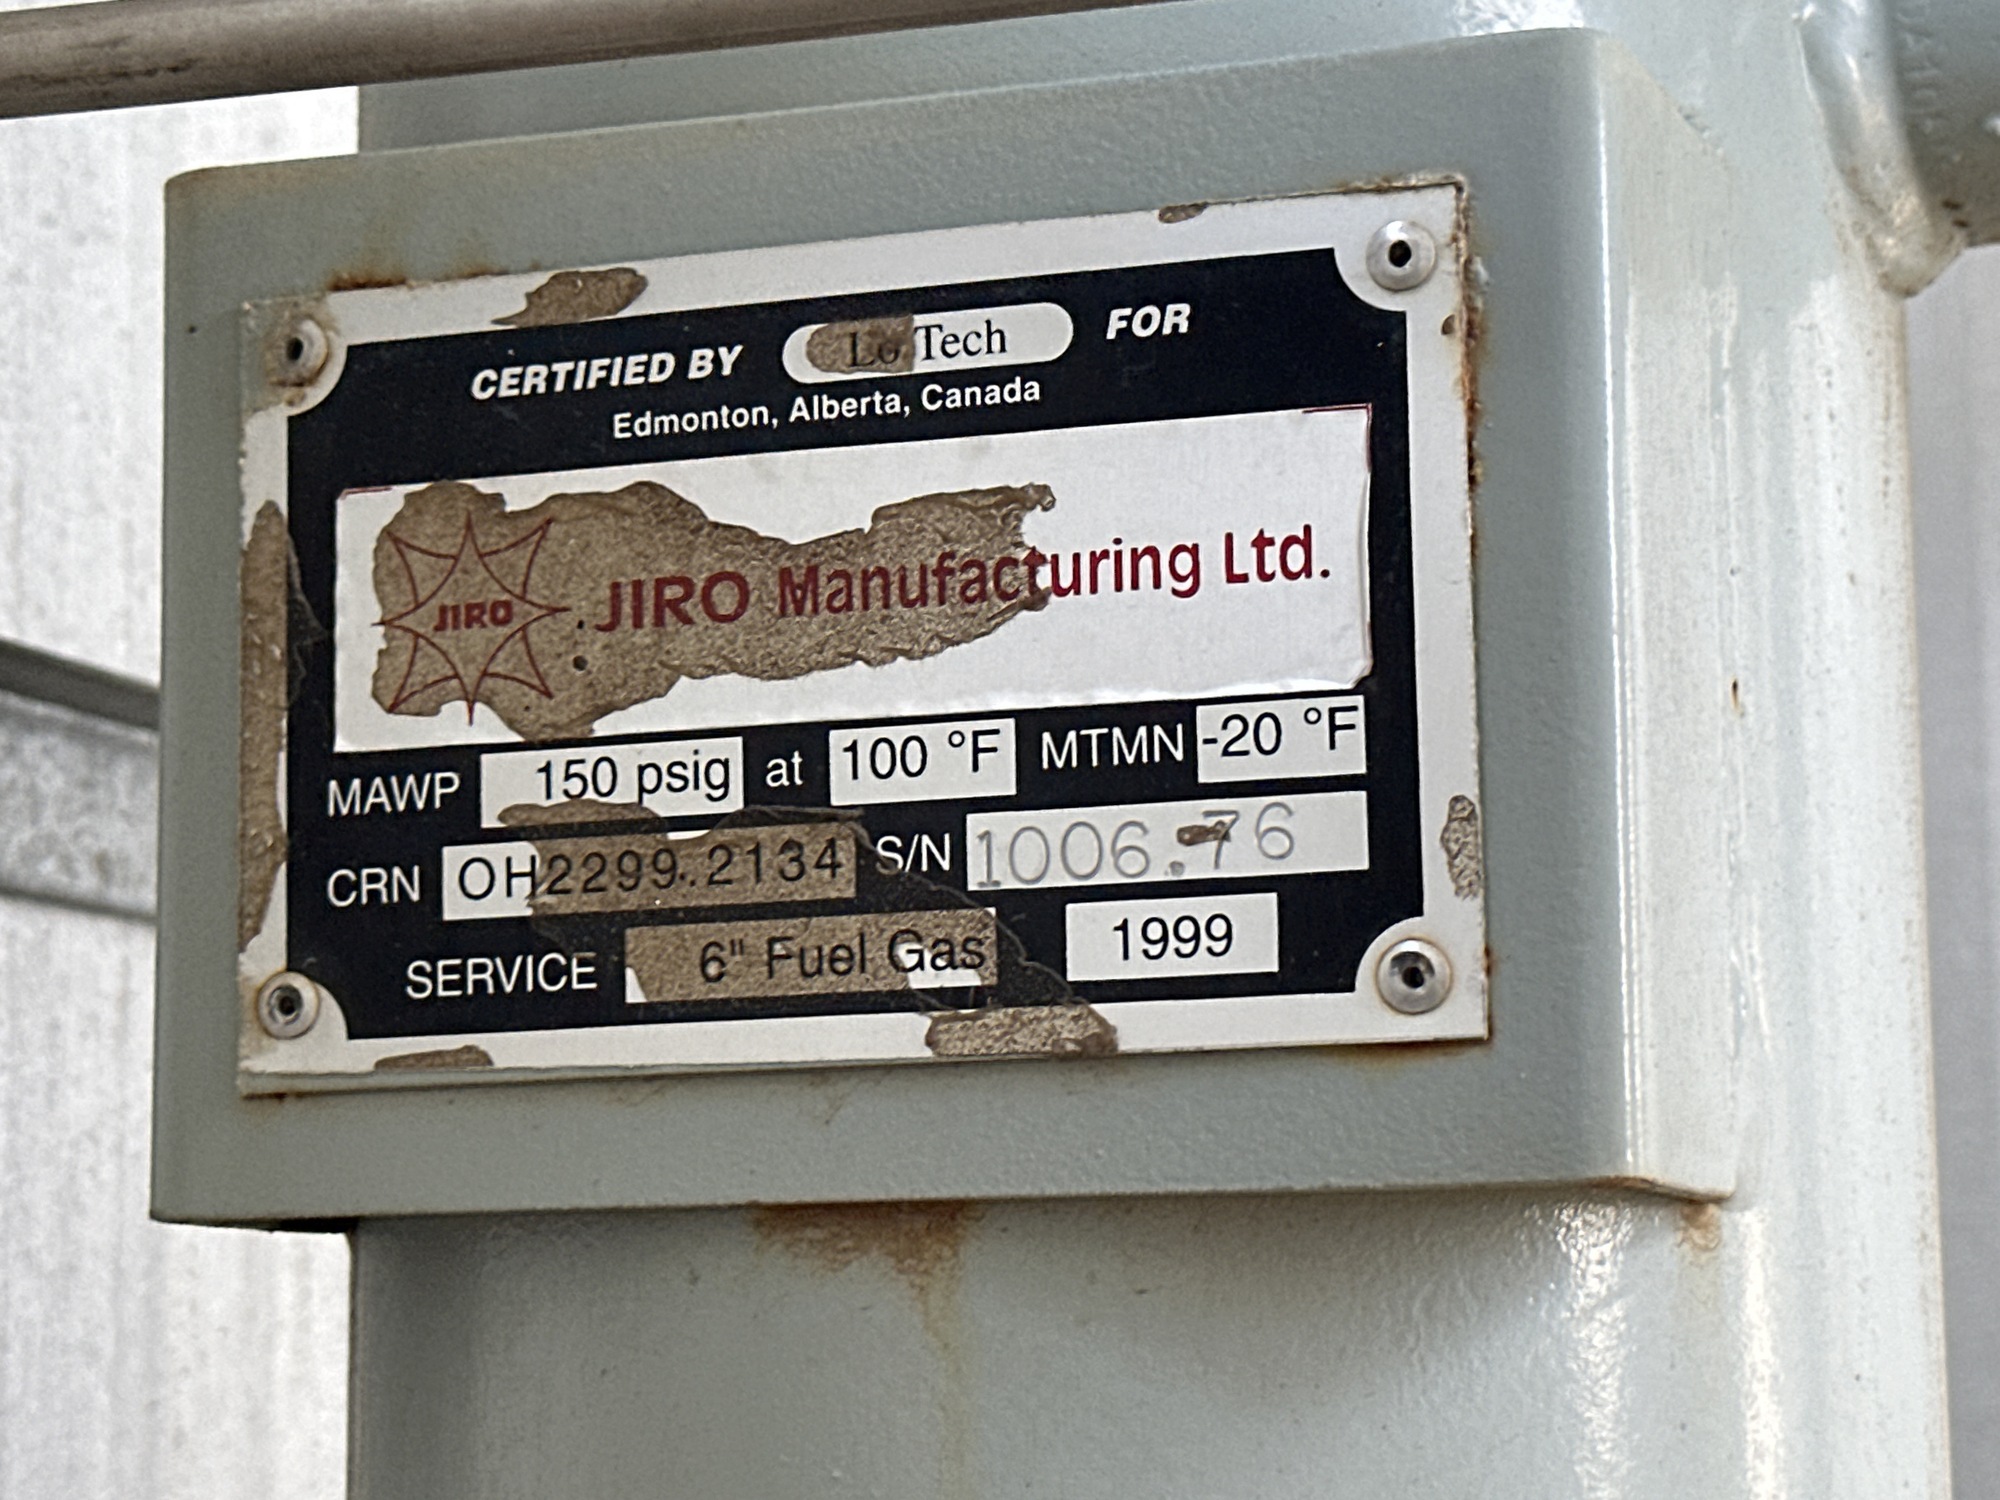 CERTIFIED BY Lo Tech FOR
Edmonton, Alberta, Canada
JIRO JIRO Manufacturing Ltd.
MAWP 150 psig at 100 °F MTMN -20 °F
CRN OH2299.2134 S/N 1006.76
SERVICE 6" Fuel Gas 1999